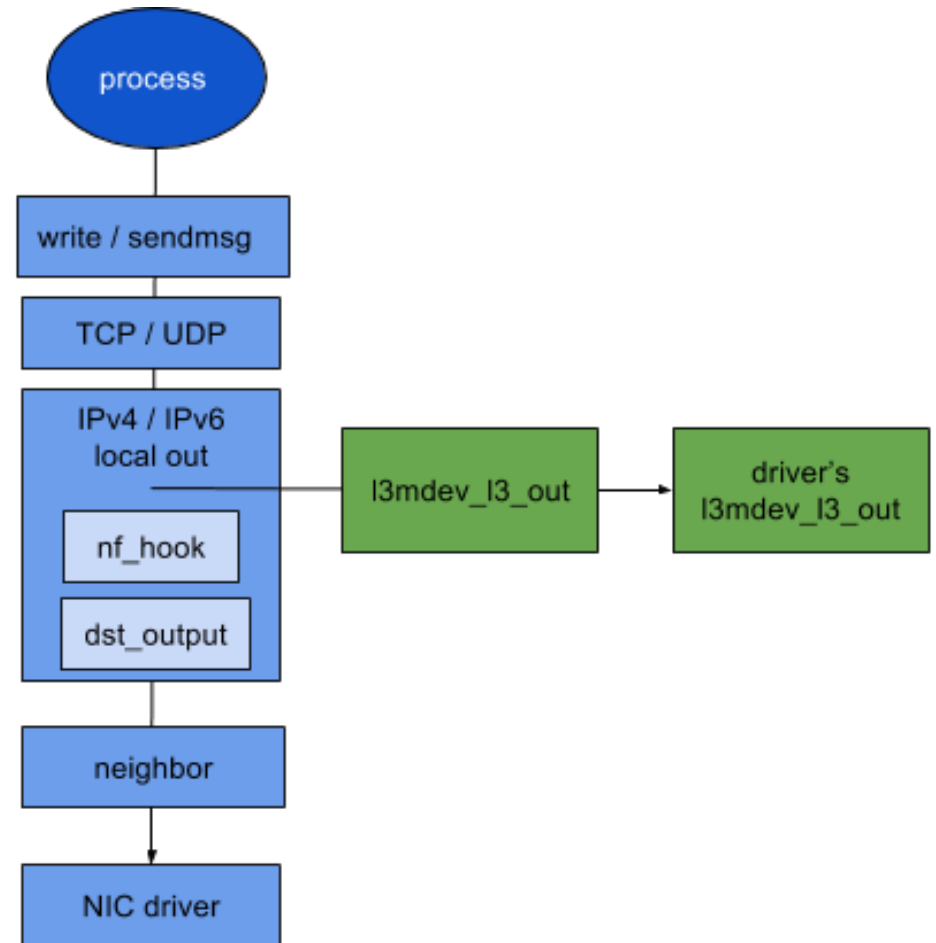 process
write / sendmsg
TCP / UDP
IPv4 / IPv6
local out
l3mdev_l3_out
driver's
l3mdev_l3_out
nf_hook
dst_output
neighbor
NIC driver